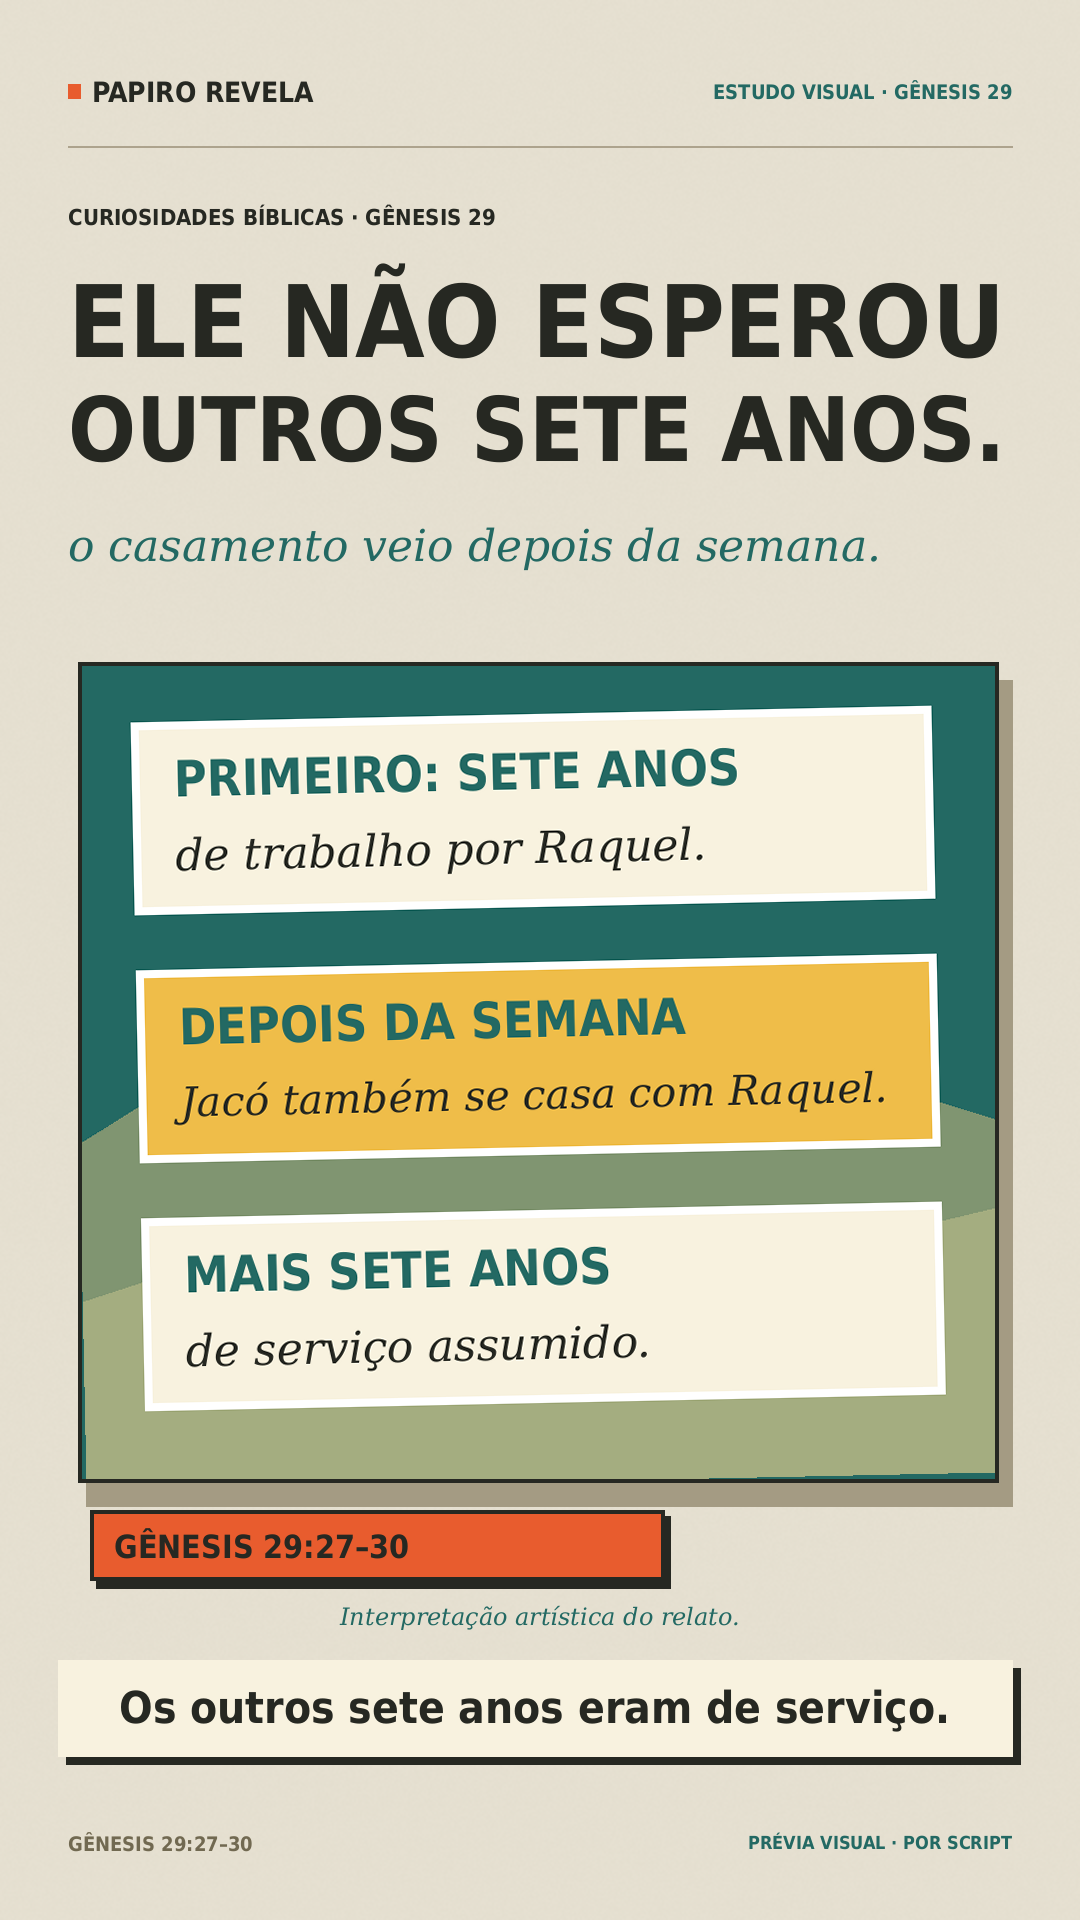 PAPIRO REVELA
ESTUDO VISUAL · GÊNESIS 29
CURIOSIDADES BÍBLICAS · GÊNESIS 29
ELE NÃO ESPEROU
OUTROS SETE ANOS.
o casamento veio depois da semana.
PRIMEIRO: SETE ANOS
de trabalho por Raquel.
DEPOIS DA SEMANA
Jacó também se casa com Raquel.
MAIS SETE ANOS
de serviço assumido.
GÊNESIS 29:27–30
Interpretação artística do relato.
Os outros sete anos eram de serviço.
GÊNESIS 29:27–30
PRÉVIA VISUAL · POR SCRIPT